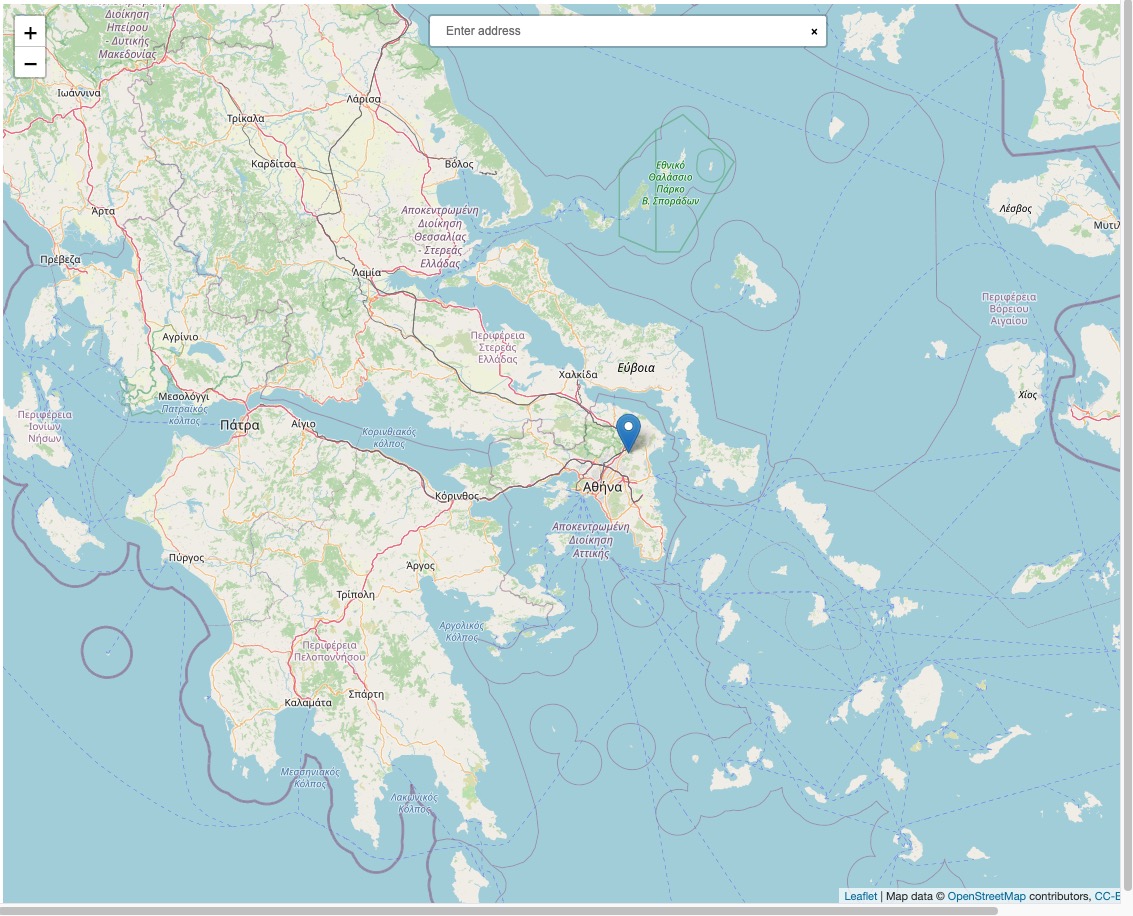 Διοίκηση
Ηπείρου
- Δυτικής
Μακεδονίας
+
−
Enter address
×
Ιωάννινα
Λάρισα
Τρίκαλα
Καρδίτσα
Βόλος
Εθνικό
Θαλάσσιο
Πάρκο
Β. Σποράδων
Άρτα
Αποκεντρωμένη
Διοίκηση
Θεσσαλίας
- Στερεάς
Ελλάδας
Λέσβος
Μυτιλ
Πρέβεζα
Λαμία
Περιφέρεια
Βόρειου
Αιγαίου
Αγρίνιο
Περιφέρεια
Στερεάς
Ελλάδας
Χαλκίδα
Εύβοια
Μεσολόγγι
Πατραϊκός
κόλπος
Χίος
Περιφέρεια
Ιονίων
Νήσων
Πάτρα
Αίγιο
Κορινθιακός
κόλπος
Αθήνα
Κόρινθος
Αποκεντρωμένη
Διοίκηση
Αττικής
Πύργος
Άργος
Τρίπολη
Αργολικός
Κόλπος
Περιφέρεια
Πελοποννήσου
Σπάρτη
Καλαμάτα
Μεσσηνιακός
Κόλπος
Λακωνικός
Κόλπος
Leaflet | Map data © OpenStreetMap contributors, CC-B